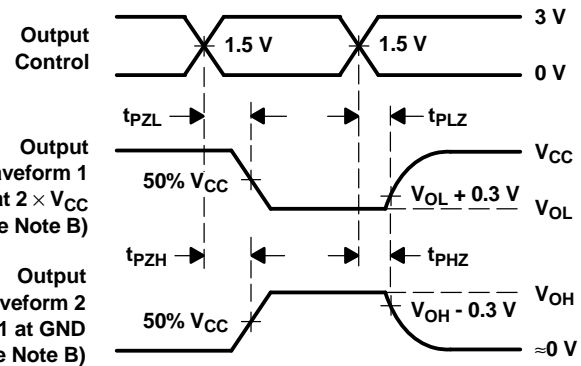 3 V
Output
Control
1.5 V
1.5 V
0 V
tPZL
tPLZ
Output
Waveform 1
at 2 × VCC
Note B)
50% VCC
VCC
VOL + 0.3 V
VOL
tPZH
tPHZ
Output
Waveform 2
1 at GND
Note B)
50% VCC
VOH
VOH - 0.3 V
≈0 V